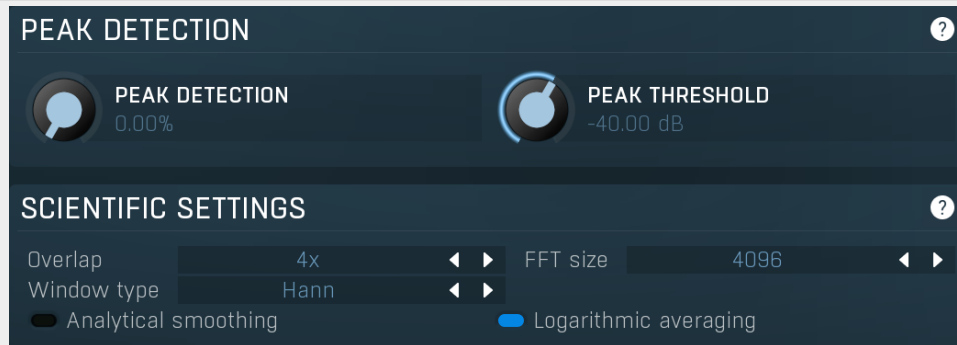 PEAK DETECTION
?
PEAK DETECTION
0.00%
PEAK THRESHOLD
-40.00 dB
SCIENTIFIC SETTINGS
?
Overlap 4x FFT size 4096
Window type Hann
Analytical smoothing Logarithmic averaging